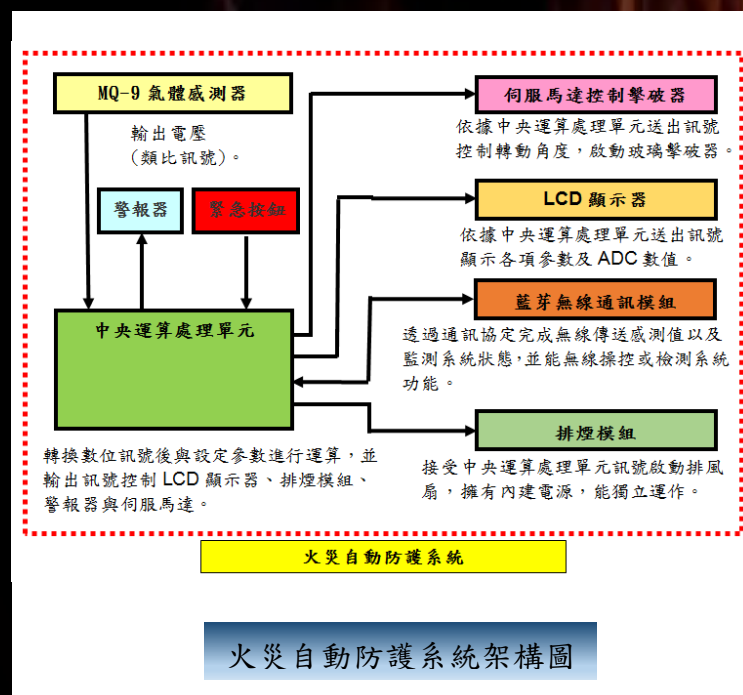 MQ-9 氣體感測器
輸出電壓
(類比訊號)。
警報器
緊急按鈕
中央運算處理單元
轉換數位訊號後與設定參數進行運算，並
輸出訊號控制 LCD 顯示器、排煙模組、
警報器與伺服馬達。
伺服馬達控制擊破器
依據中央運算處理單元送出訊號
控制轉動角度，啟動玻璃擊破器。
LCD 顯示器
依據中央運算處理單元送出訊號
顯示各項參數及 ADC 數值。
藍芽無線通訊模組
透過通訊協定完成無線傳送感測值以及
監測系統狀態，並能無線操控或檢測系統
功能。
排煙模組
接受中央運算處理單元訊號啟動排風
扇，擁有內建電源，能獨立運作。
火災自動防護系統
火災自動防護系統架構圖